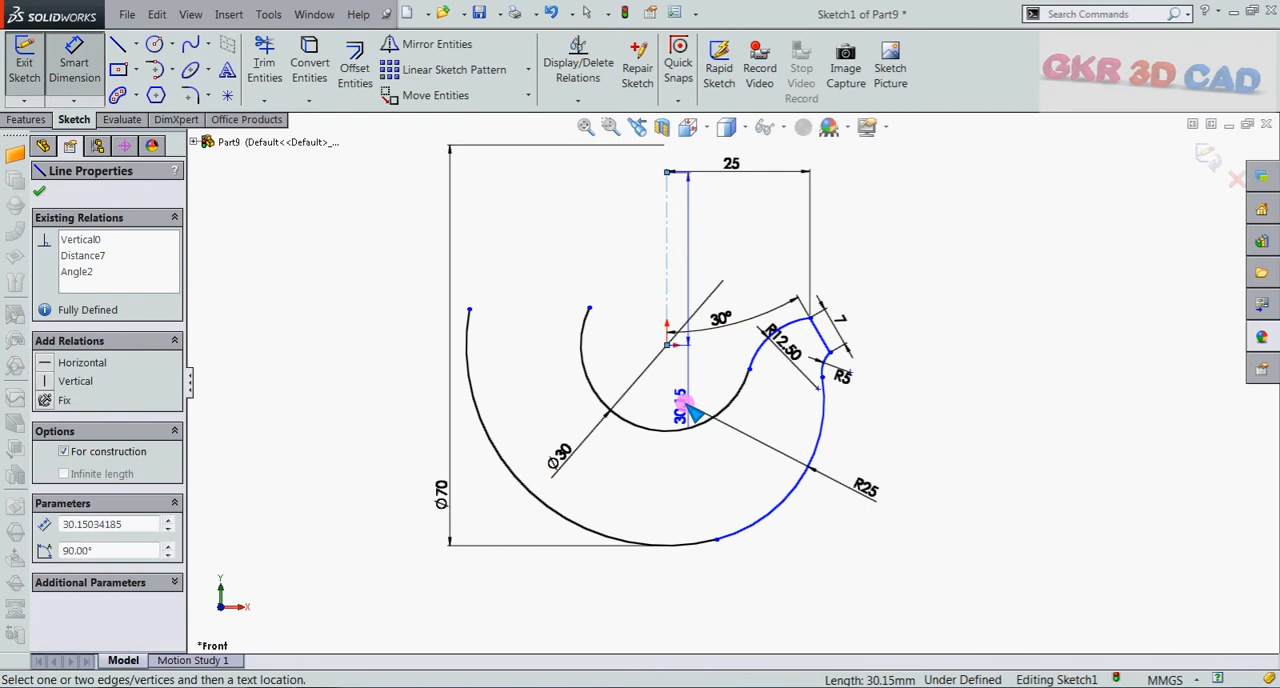 SOLIDWORKS
File Edit View Insert Tools Window Help
Sketch1 of Part9 *
Search Commands
Exit Sketch
Smart Dimension
Trim Entities
Convert Entities
Offset Entities
Mirror Entities
Linear Sketch Pattern
Move Entities
Display/Delete Relations
Repair Sketch
Quick Snaps
Rapid Sketch
Record Video
Stop Video Record
Image Capture
Sketch Picture
GKR 3D CAD
Features Sketch Evaluate DimXpert Office Products
Part9 (Default<<Default>_...
Line Properties ?
Existing Relations
Vertical0
Distance7
Angle2
Fully Defined
Add Relations
Horizontal
Vertical
Fix
Options
For construction
Infinite length
Parameters
30.15034185
90.00°
Additional Parameters
25
30°
7
R12.50
R5
30.15
Ø30
R25
Ø70
Y
X
*Front
Model Motion Study 1
Select one or two edges/vertices and then a text location.
Length: 30.15mm Under Defined Editing Sketch1 MMGS